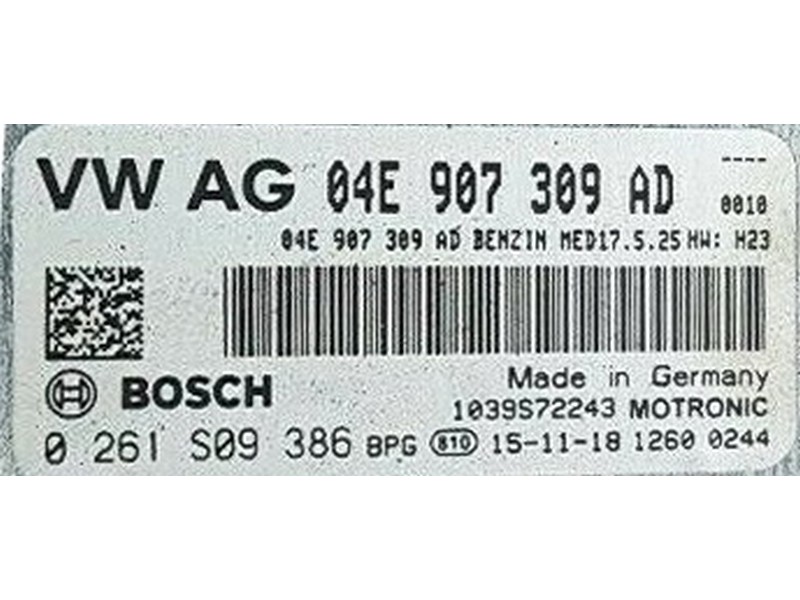 VW AG 04E 907 309 AD ----
0010
04E 907 309 AD BENZIN MED17.5.25 HW: H23
BOSCH
Made in Germany
1039S72243 MOTRONIC
0 261 S09 386 8PG 810 15-11-18 1260 0244